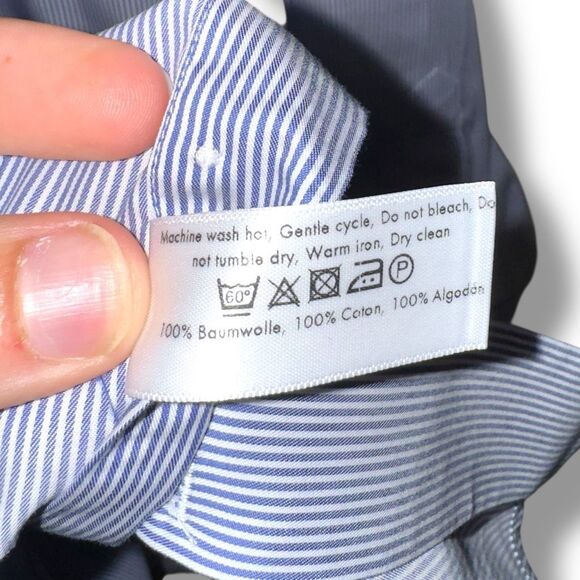 Machine wash hot, Gentle cycle, Do not bleach, Do
not tumble dry, Warm iron, Dry clean
60° P
100% Baumwolle, 100% Coton, 100% Algodón